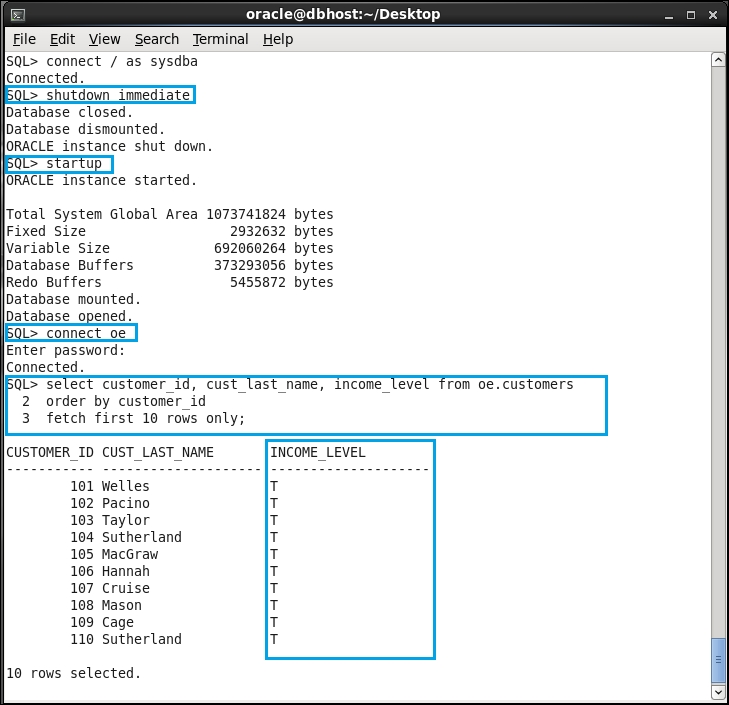 oracle@dbhost:~/Desktop
File Edit View Search Terminal Help
SQL> connect / as sysdba
Connected.
SQL> shutdown immediate
Database closed.
Database dismounted.
ORACLE instance shut down.
SQL> startup
ORACLE instance started.
Total System Global Area 1073741824 bytes
Fixed Size                  2932632 bytes
Variable Size             692060264 bytes
Database Buffers          373293056 bytes
Redo Buffers                5455872 bytes
Database mounted.
Database opened.
SQL> connect oe
Enter password:
Connected.
SQL> select customer_id, cust_last_name, income_level from oe.customers
  2  order by customer_id
  3  fetch first 10 rows only;
CUSTOMER_ID CUST_LAST_NAME       INCOME_LEVEL
----------- -------------------- --------------------
        101 Welles               T
        102 Pacino               T
        103 Taylor               T
        104 Sutherland           T
        105 MacGraw              T
        106 Hannah               T
        107 Cruise               T
        108 Mason                T
        109 Cage                 T
        110 Sutherland           T
10 rows selected.